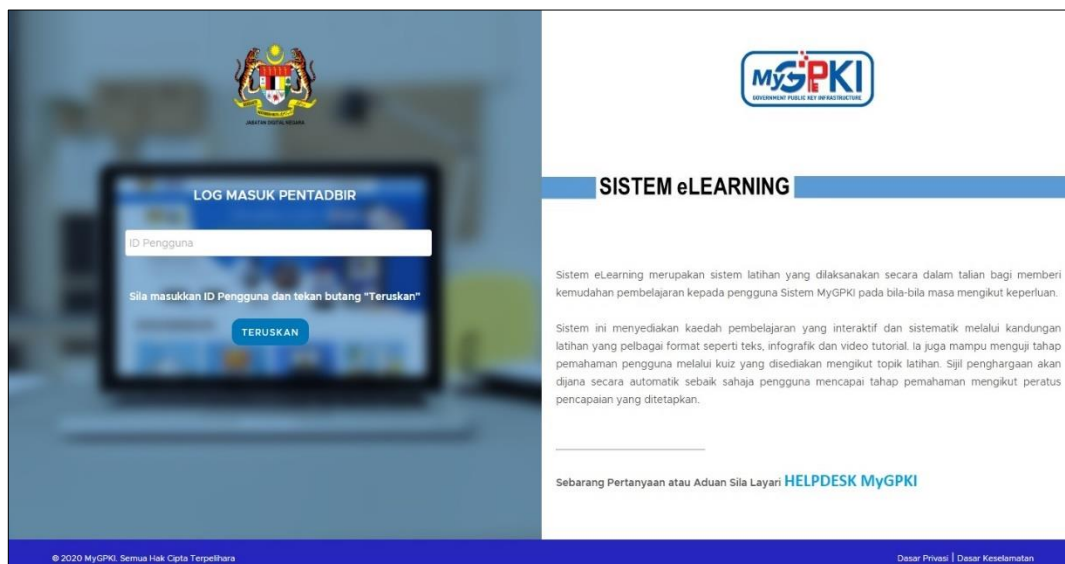 JABATAN DIGITAL NEGARA
LOG MASUK PENTADBIR
ID Pengguna
Sila masukkan ID Pengguna dan tekan butang "Teruskan"
TERUSKAN
MyGPKI
GOVERNMENT PUBLIC KEY INFRASTRUCTURE
SISTEM eLEARNING
Sistem eLearning merupakan sistem latihan yang dilaksanakan secara dalam talian bagi memberi
kemudahan pembelajaran kepada pengguna Sistem MyGPKI pada bila-bila masa mengikut keperluan.
Sistem ini menyediakan kaedah pembelajaran yang interaktif dan sistematik melalui kandungan
latihan yang pelbagai format seperti teks, infografik dan video tutorial. Ia juga mampu menguji tahap
pemahaman pengguna melalui kuiz yang disediakan mengikut topik latihan. Sijil penghargaan akan
dijana secara automatik sebaik sahaja pengguna mencapai tahap pemahaman mengikut peratus
pencapaian yang ditetapkan.
Sebarang Pertanyaan atau Aduan Sila Layari HELPDESK MyGPKI
© 2020 MyGPKI. Semua Hak Cipta Terpelihara
Dasar Privasi | Dasar Keselamatan